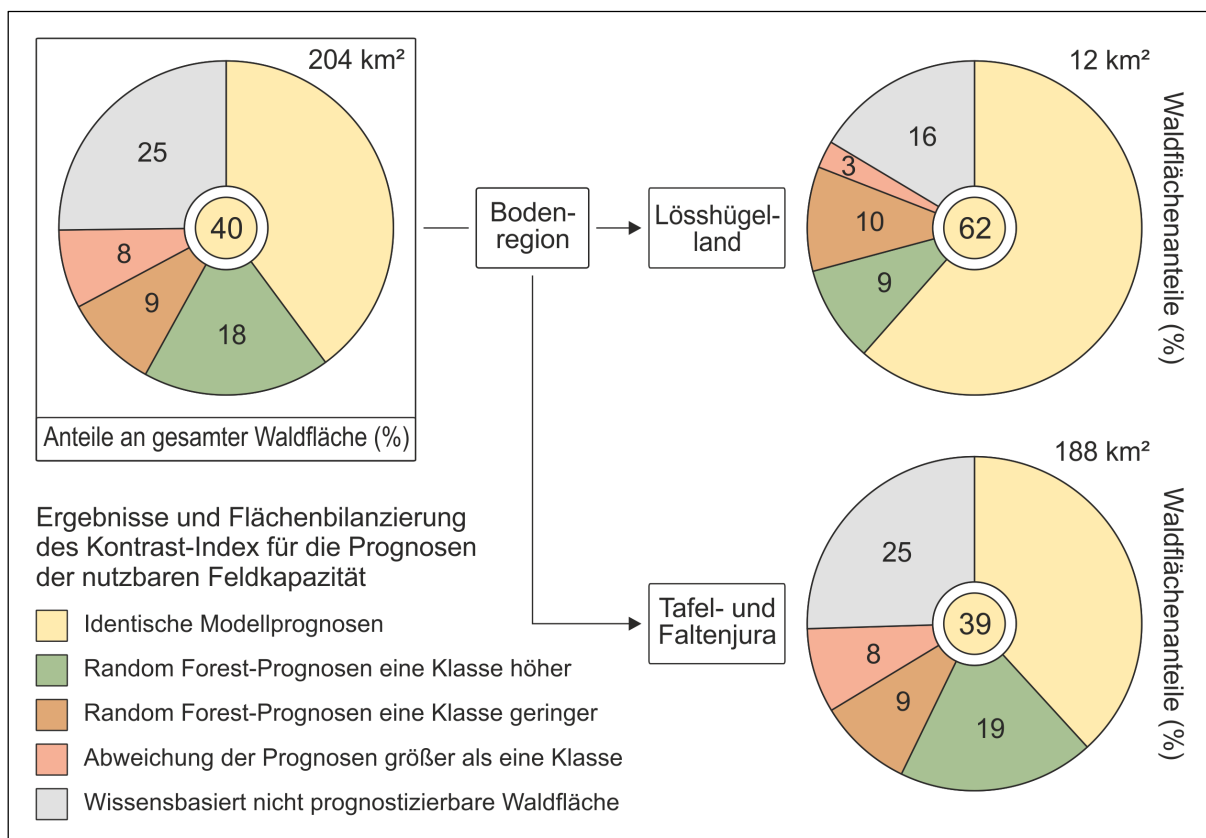 204 km²
25
40
8
9
18
Anteile an gesamter Waldfläche (%)
Boden-
region
Lösshügel-
land
12 km²
16
3
10
62
9
Waldflächenanteile (%)
Tafel- und
Faltenjura
188 km²
25
39
8
9
19
Waldflächenanteile (%)
Ergebnisse und Flächenbilanzierung
des Kontrast-Index für die Prognosen
der nutzbaren Feldkapazität
Identische Modellprognosen
Random Forest-Prognosen eine Klasse höher
Random Forest-Prognosen eine Klasse geringer
Abweichung der Prognosen größer als eine Klasse
Wissensbasiert nicht prognostizierbare Waldfläche